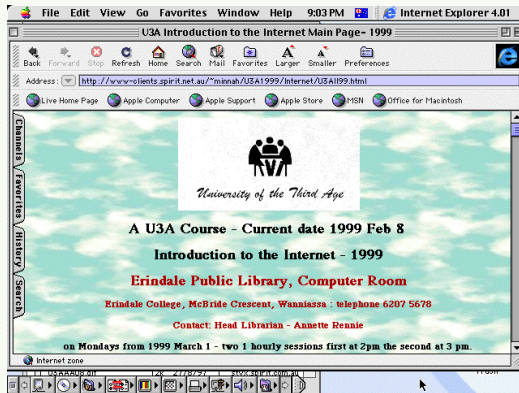 File Edit View Go Favorites Window Help 9:03 PM Internet Explorer 4.01
U3A Introduction to the Internet Main Page- 1999
Back Forward Stop Refresh Home Search Mail Favorites Larger Smaller Preferences
Address: http://www-clients.spirit.net.au/~minnah/U3A1999/Internet/U3AII99.html
Live Home Page Apple Computer Apple Support Apple Store MSN Office for Macintosh
Channels
Favorites
History
Search
University of the Third Age
A U3A Course - Current date 1999 Feb 8
Introduction to the Internet - 1999
Erindale Public Library, Computer Room
Erindale College, McBride Crescent, Wanniassa : telephone 6207 5678
Contact: Head Librarian - Annette Rennie
on Mondays from 1999 March 1 - two 1 hourly sessions first at 2pm the second at 3 pm.
Internet zone